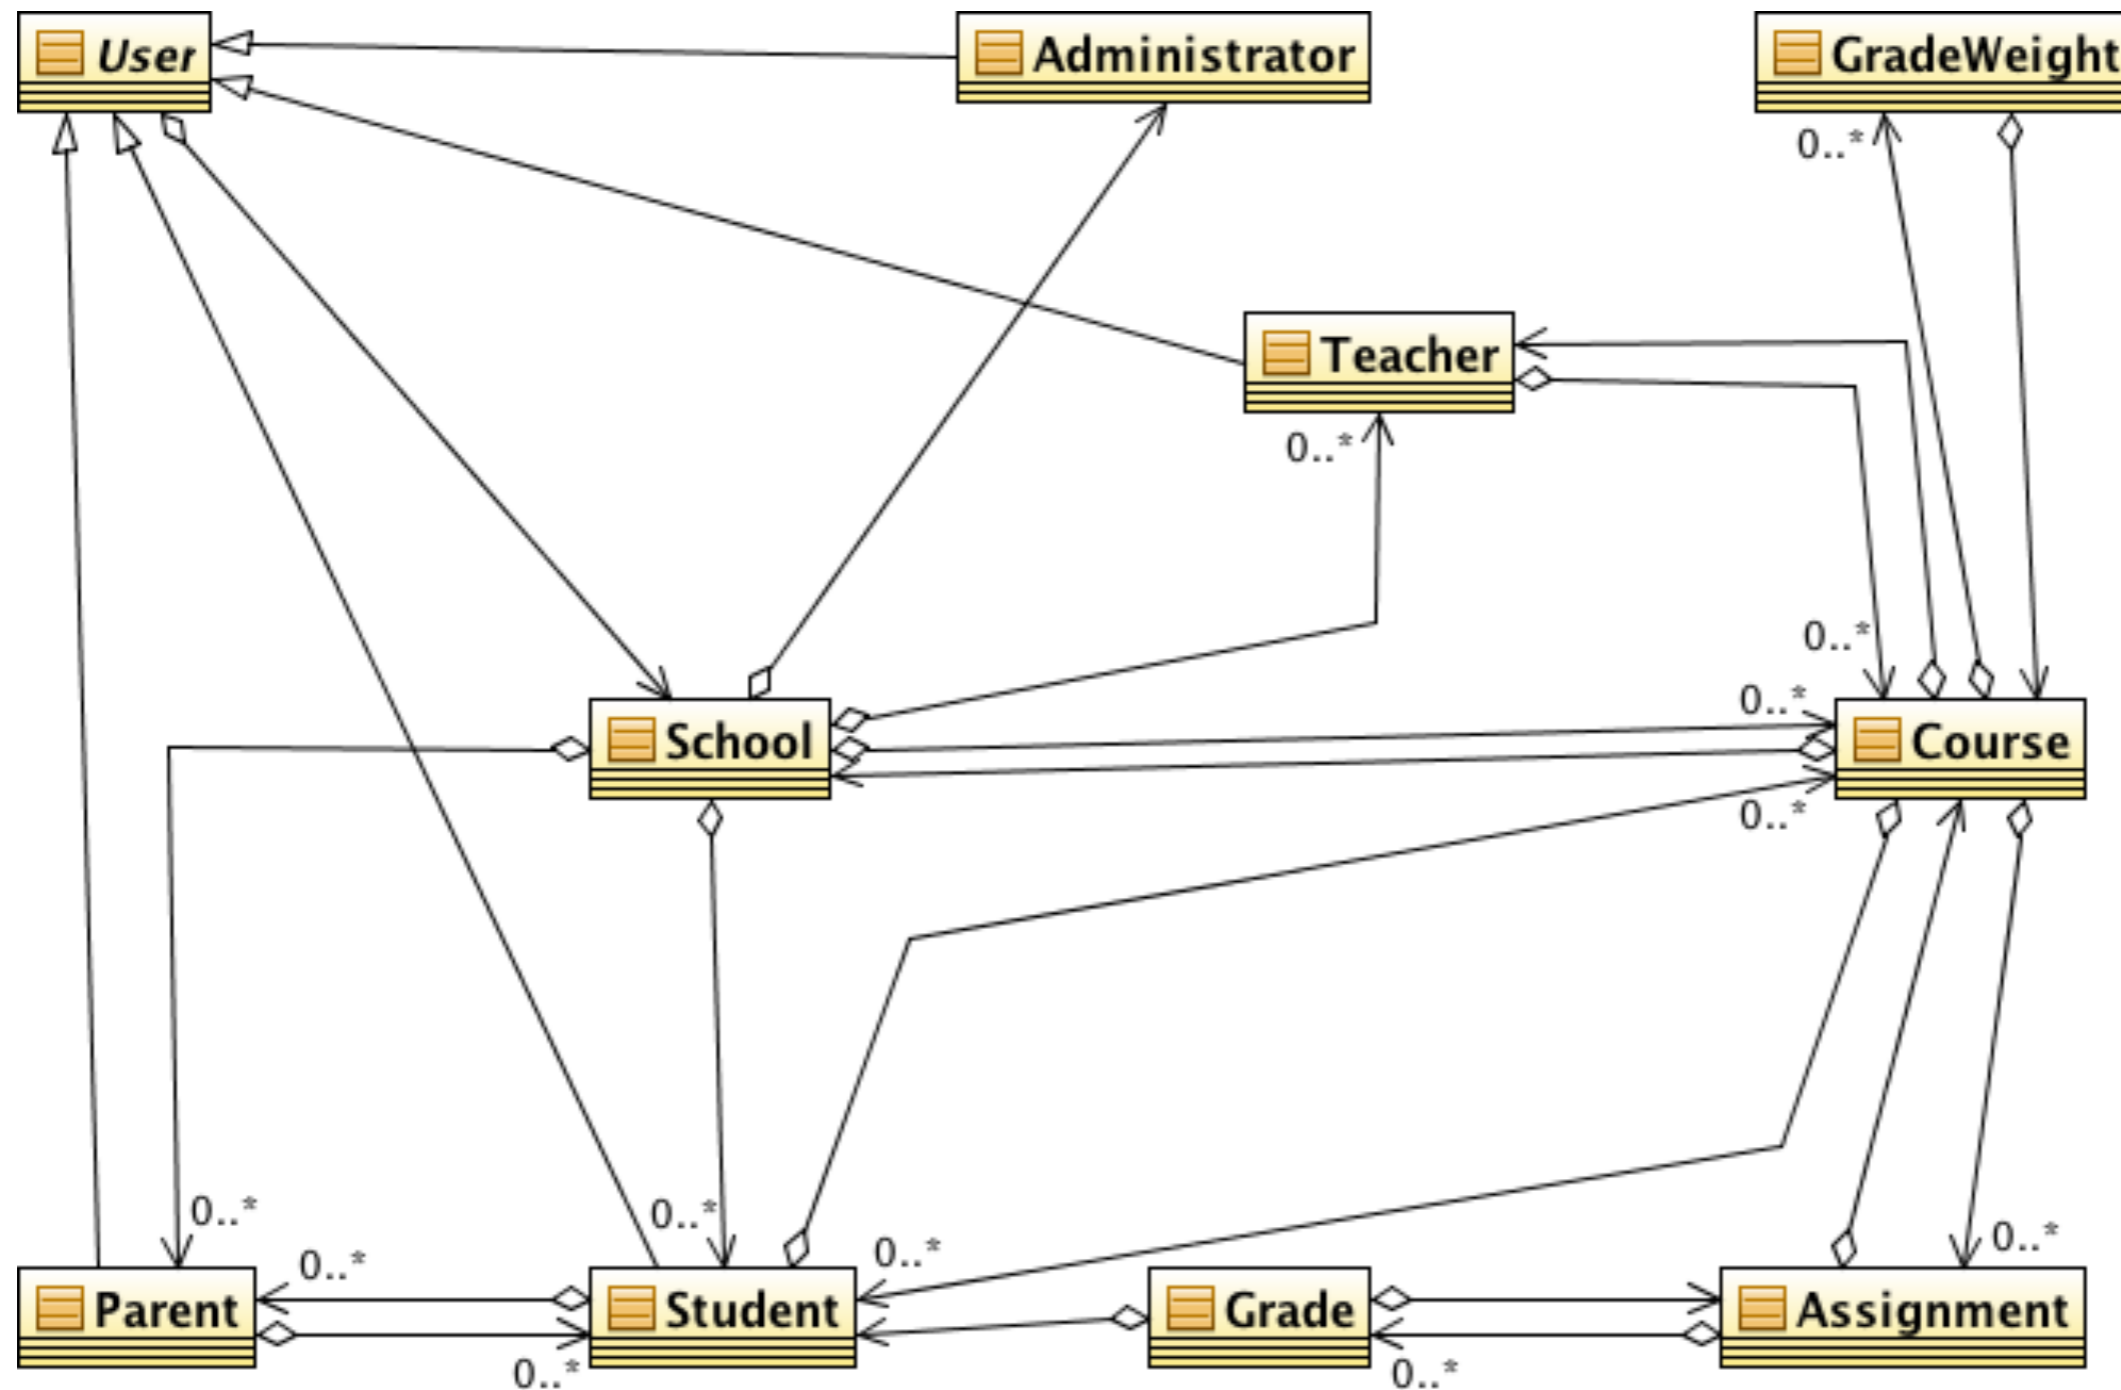 User
Administrator
GradeWeight
0..*
Teacher
0..*
0..*
0..*
School
Course
0..*
0..*
0..*
0..*
0..*
0..*
Parent
Student
Grade
Assignment
0..*
0..*